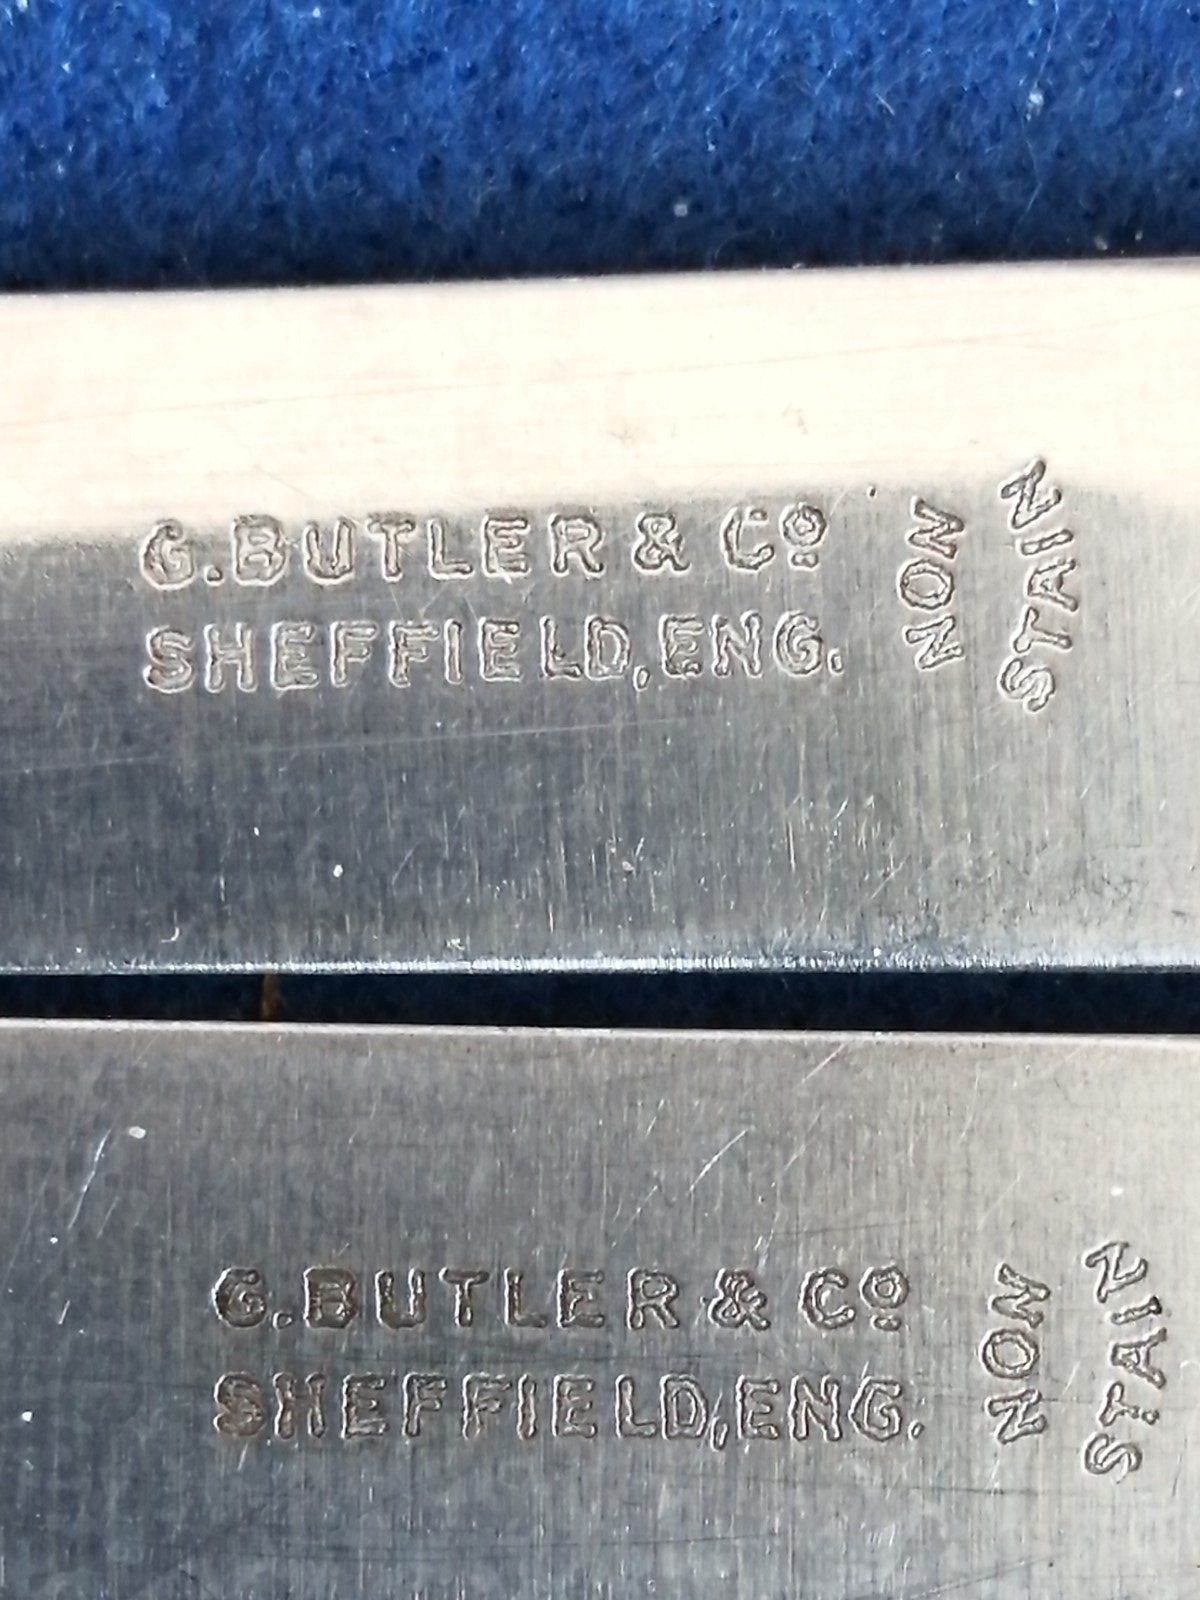 G. BUTLER & Cº
SHEFFIELD, ENG.
NON
STAIN
G. BUTLER & Cº
SHEFFIELD, ENG.
NON
STAIN